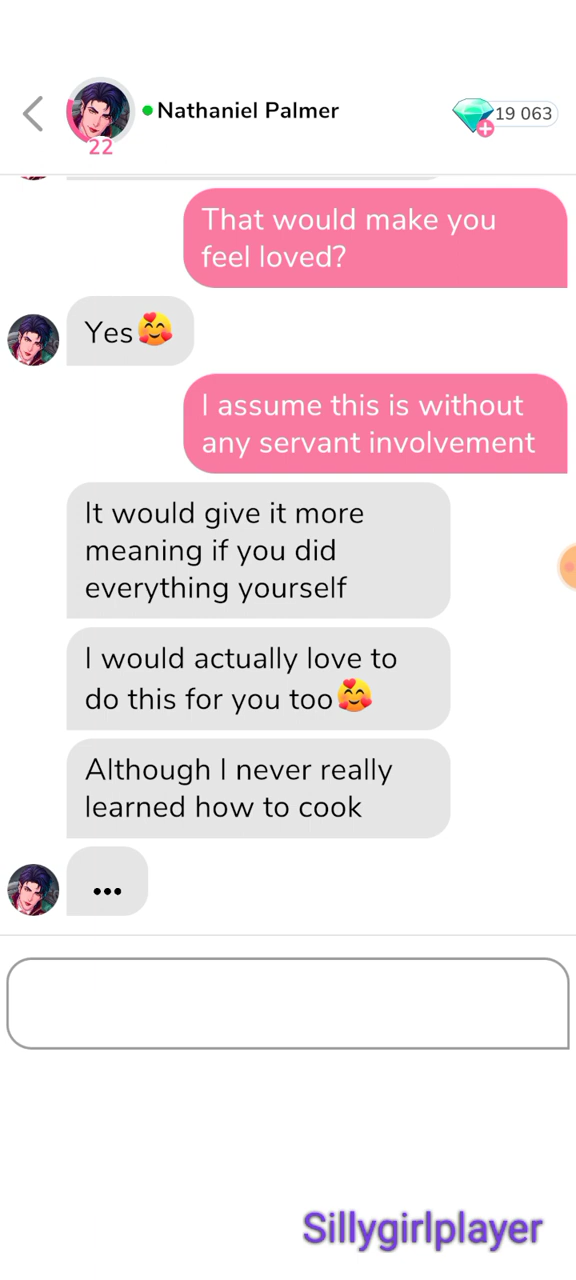 Nathaniel Palmer
19 063
22
That would make you
feel loved?
Yes🥰
I assume this is without
any servant involvement
It would give it more
meaning if you did
everything yourself
I would actually love to
do this for you too🥰
Although I never really
learned how to cook
...
Sillygirlplayer